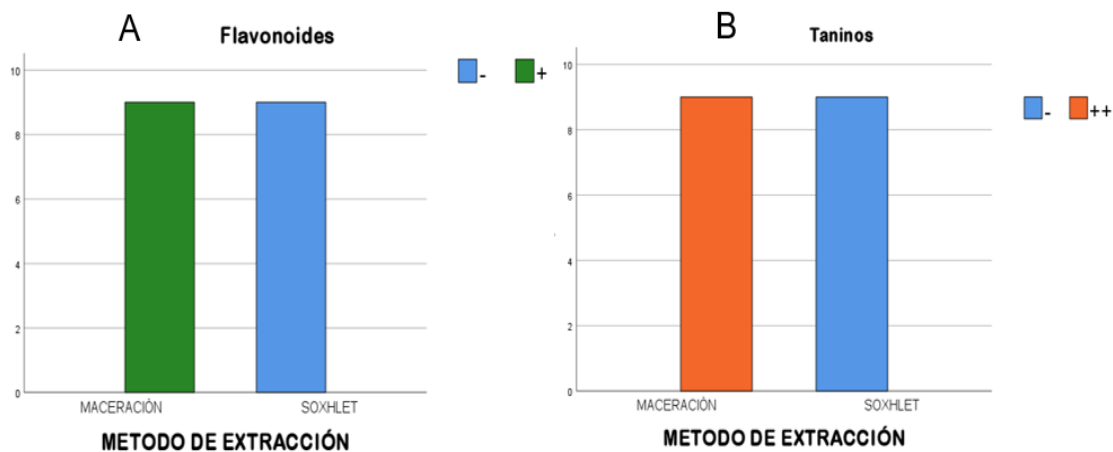 A
Flavonoides
- +
10
8
6
4
2
0
MACERACIÓN SOXHLET
METODO DE EXTRACCIÓN
B
Taninos
- ++
10
8
6
4
2
0
MACERACIÓN SOXHLET
METODO DE EXTRACCIÓN